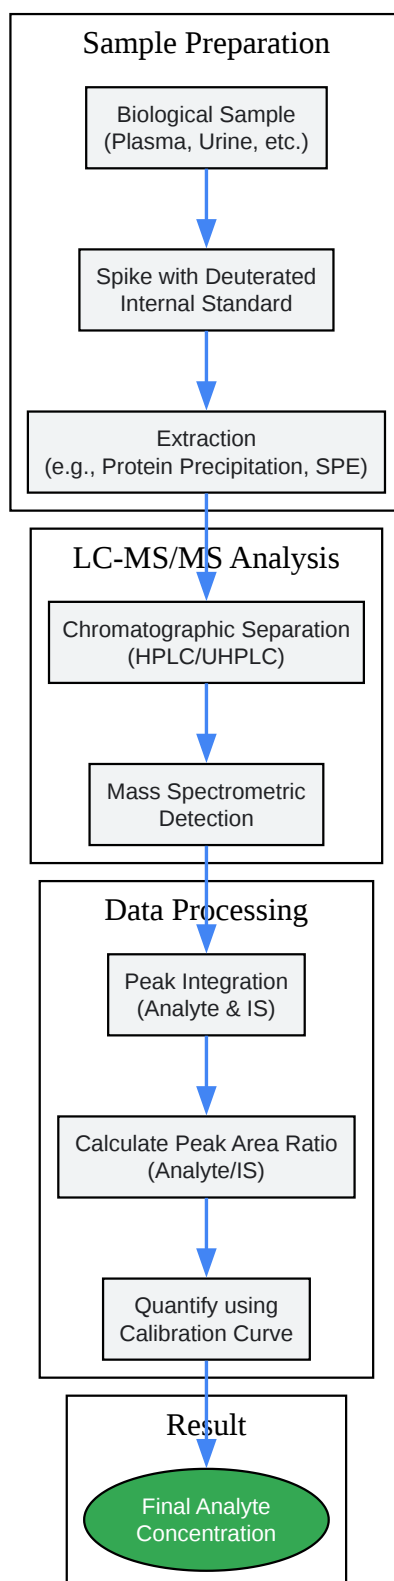 Sample Preparation
Biological Sample
(Plasma, Urine, etc.)
Spike with Deuterated
Internal Standard
Extraction
(e.g., Protein Precipitation, SPE)
LC-MS/MS Analysis
Chromatographic Separation
(HPLC/UHPLC)
Mass Spectrometric
Detection
Data Processing
Peak Integration
(Analyte & IS)
Calculate Peak Area Ratio
(Analyte/IS)
Quantify using
Calibration Curve
Result
Final Analyte
Concentration